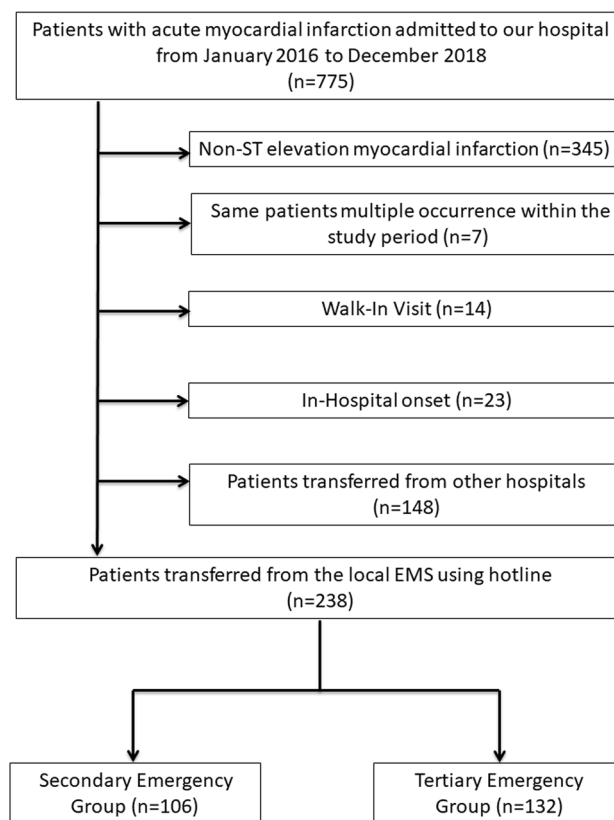 Patients with acute myocardial infarction admitted to our hospital
from January 2016 to December 2018
(n=775)
Non-ST elevation myocardial infarction (n=345)
Same patients multiple occurrence within the
study period (n=7)
Walk-In Visit (n=14)
In-Hospital onset (n=23)
Patients transferred from other hospitals
(n=148)
Patients transferred from the local EMS using hotline
(n=238)
Secondary Emergency
Group (n=106)
Tertiary Emergency
Group (n=132)